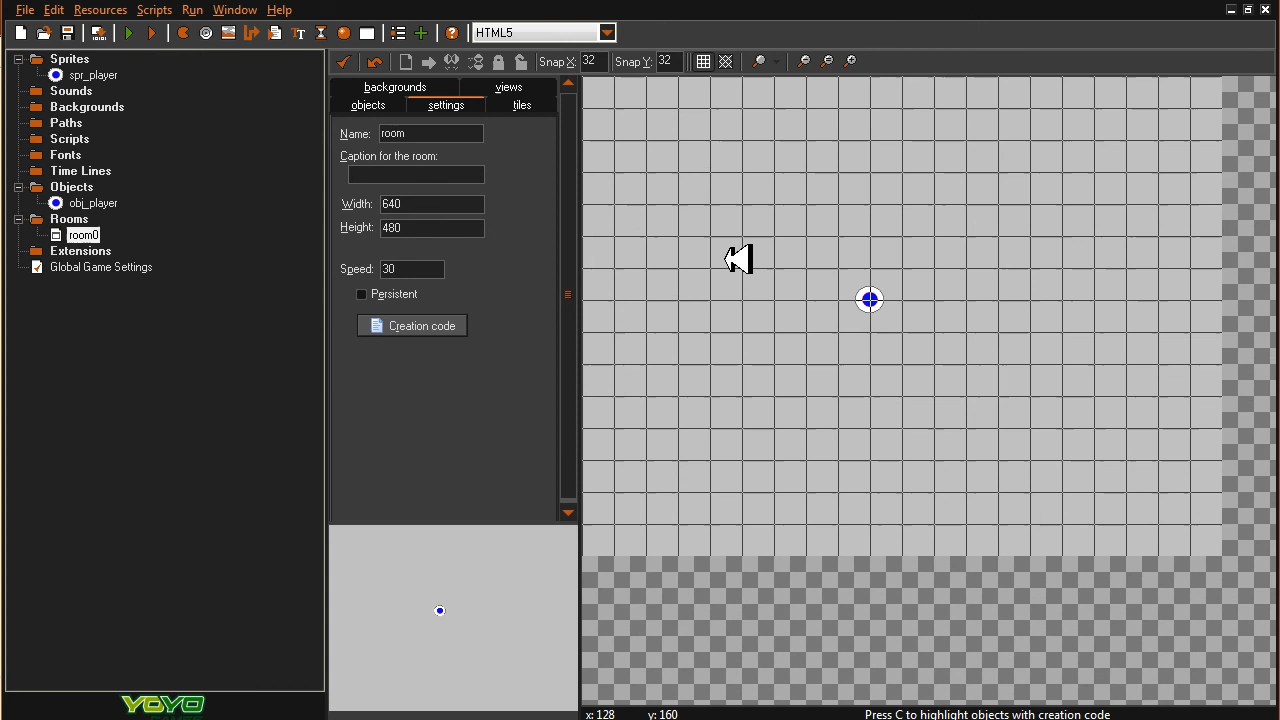 File Edit Resources Scripts Run Window Help
HTML5
Sprites
spr_player
Sounds
Backgrounds
Paths
Scripts
Fonts
Time Lines
Objects
obj_player
Rooms
room0
Extensions
Global Game Settings
Snap X: 32 Snap Y: 32
backgrounds views
objects settings tiles
Name: room
Caption for the room:
Width: 640
Height: 480
Speed: 30
Persistent
Creation code
YOYO
x: 128 y: 160 Press C to highlight objects with creation code